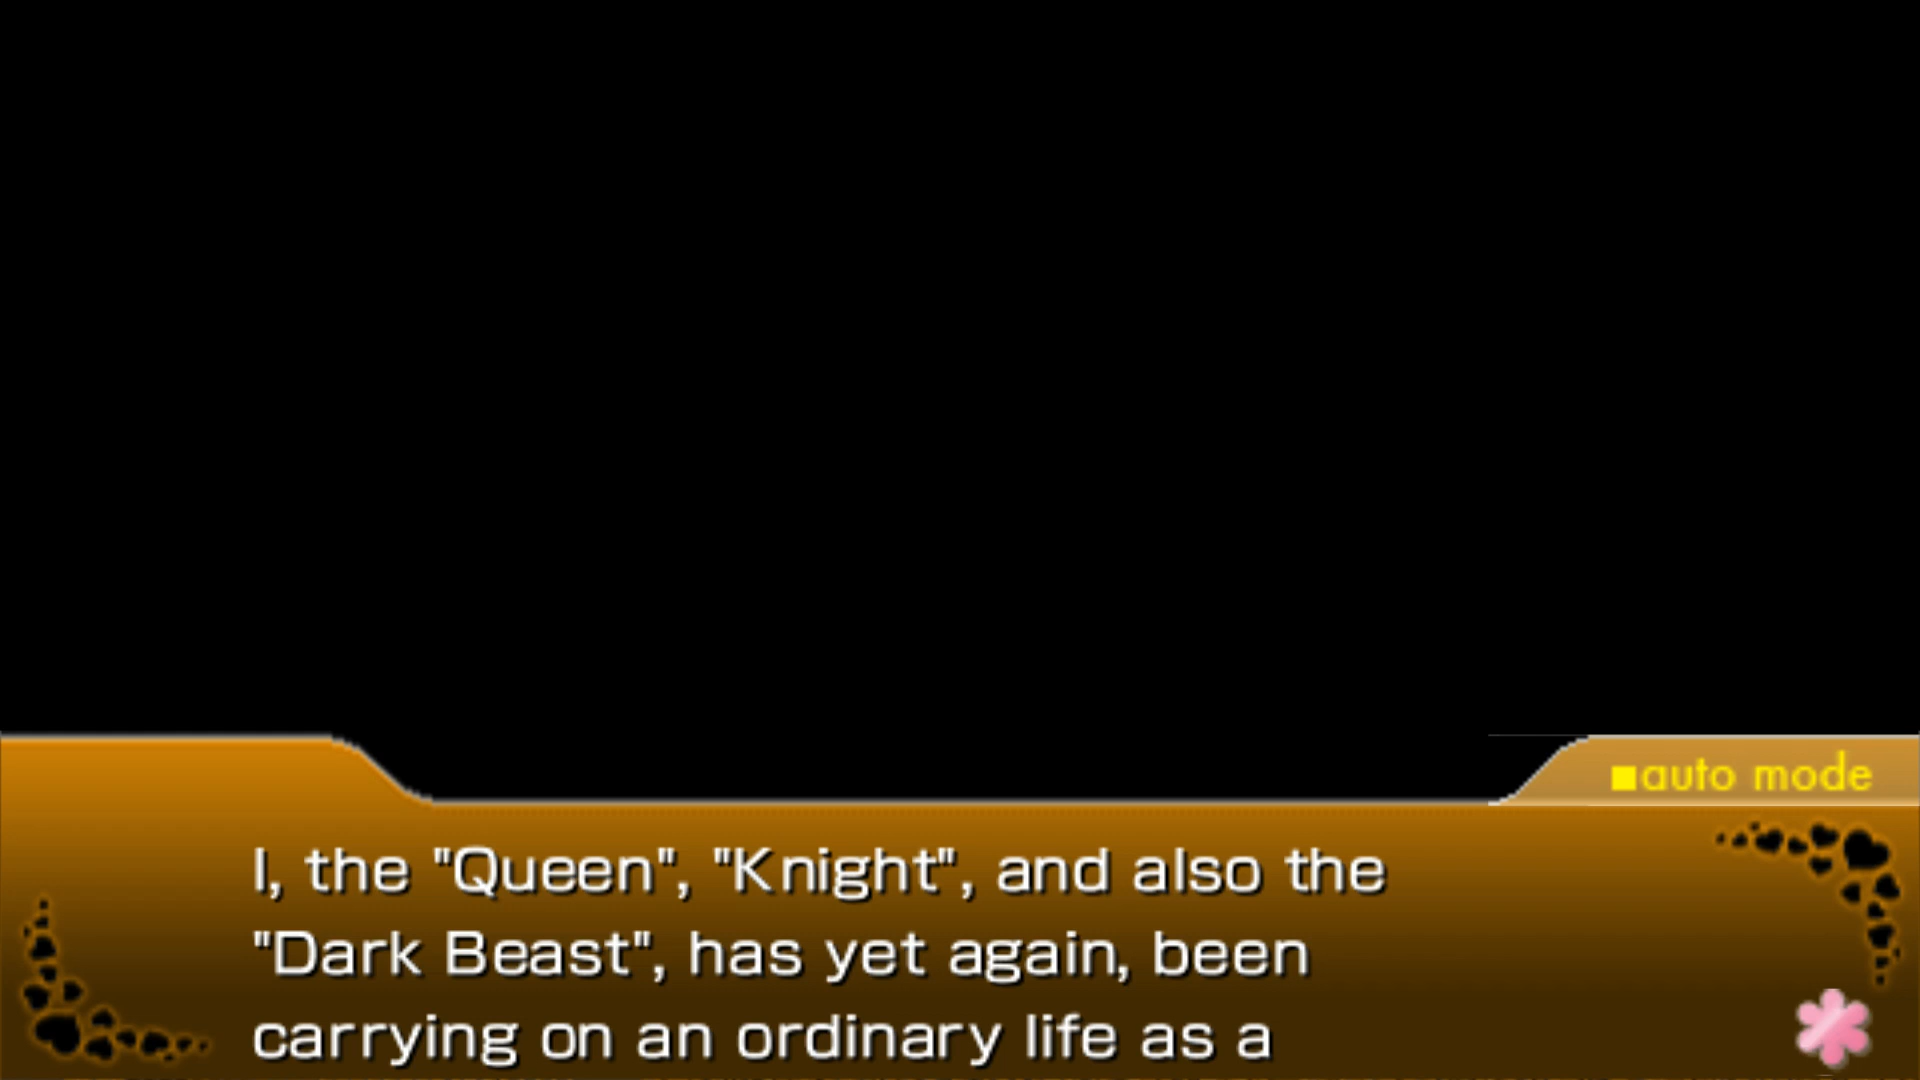 ■auto mode
I, the "Queen", "Knight", and also the
"Dark Beast", has yet again, been
carrying on an ordinary life as a